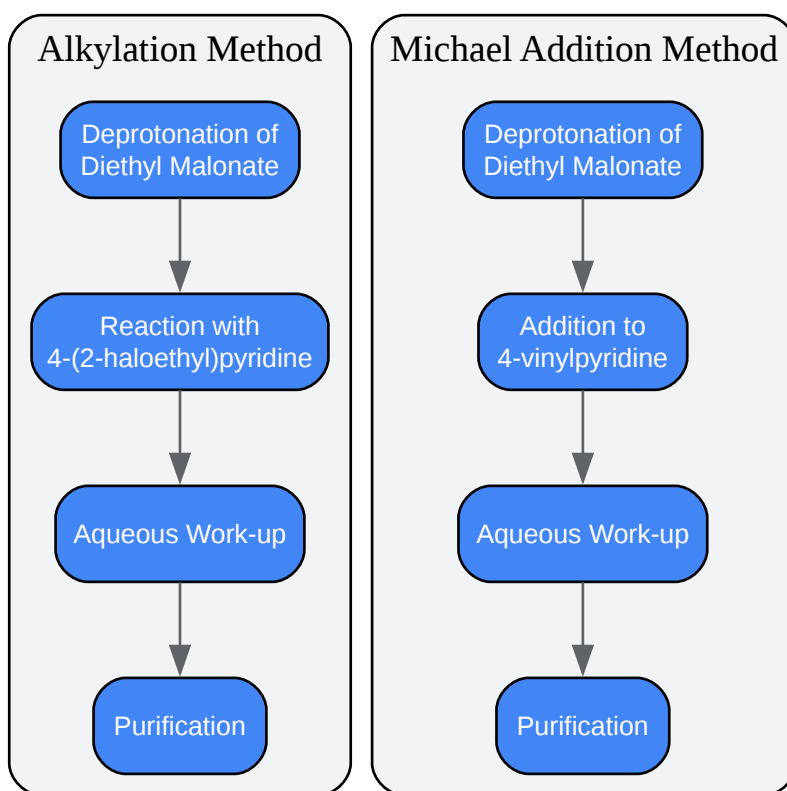 Alkylation Method
Deprotonation of
Diethyl Malonate
Reaction with
4-(2-haloethyl)pyridine
Aqueous Work-up
Purification
Michael Addition Method
Deprotonation of
Diethyl Malonate
Addition to
4-vinylpyridine
Aqueous Work-up
Purification